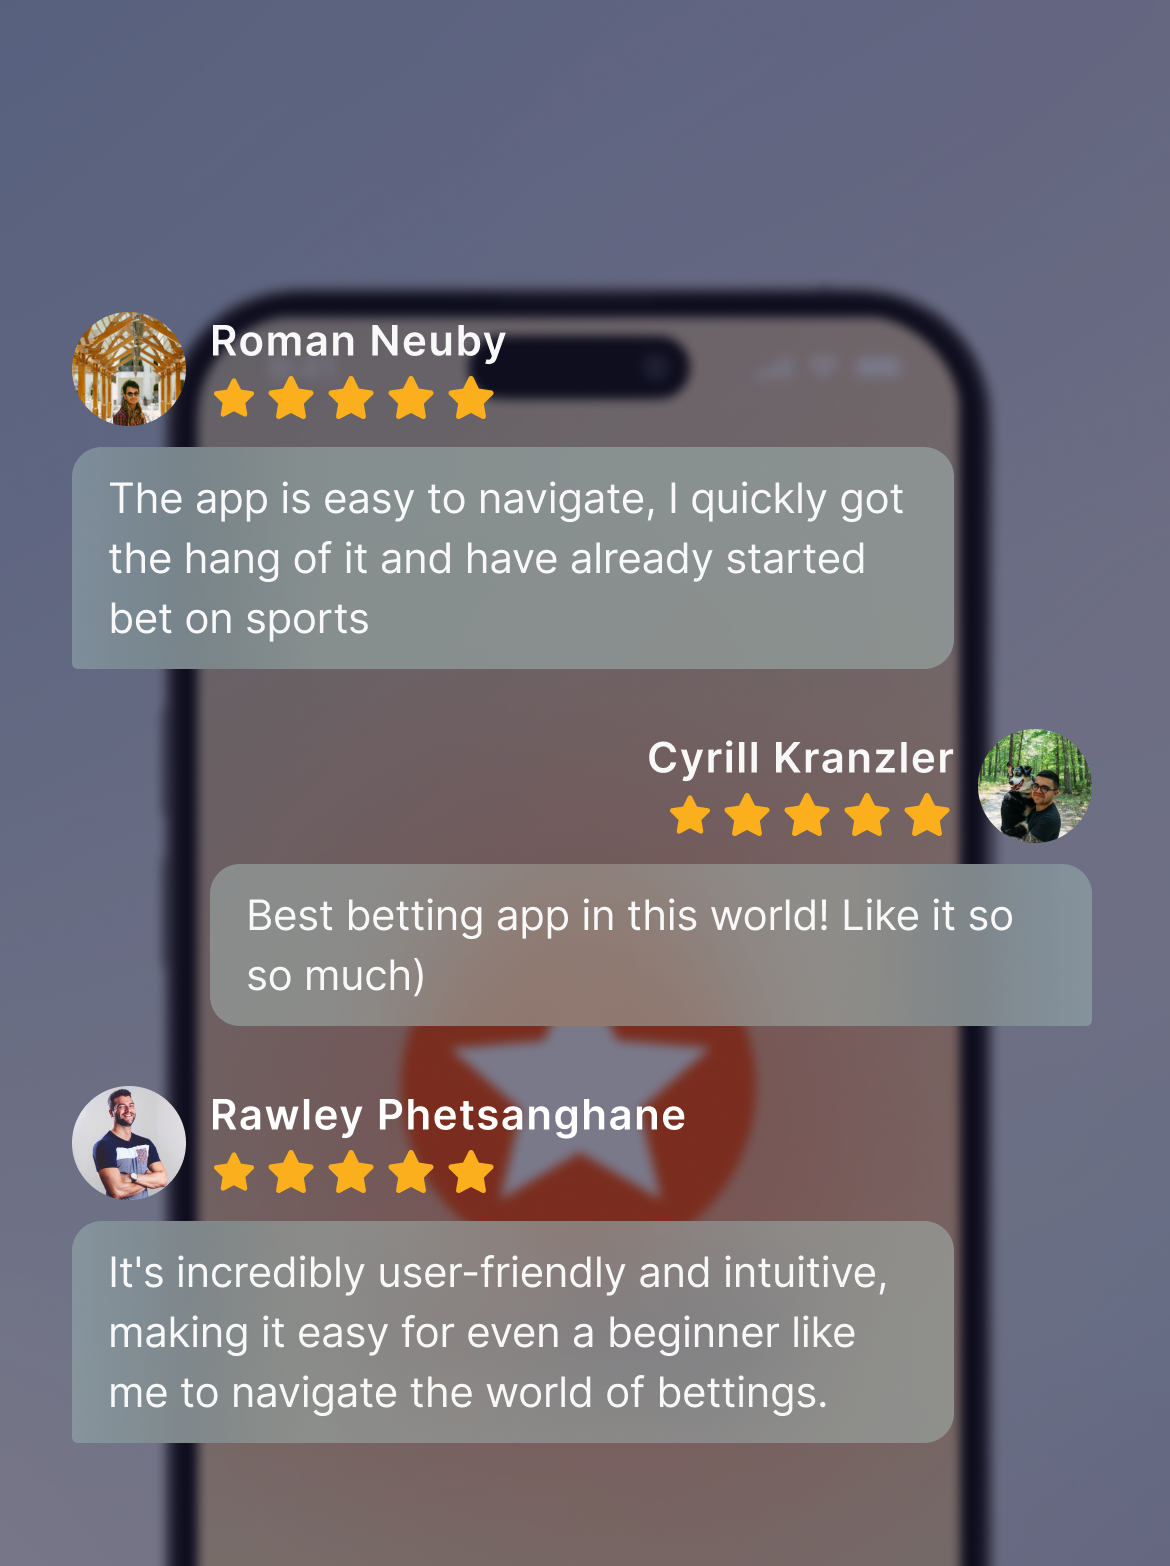 Roman Neuby
The app is easy to navigate, I quickly got
the hang of it and have already started
bet on sports
Cyrill Kranzler
Best betting app in this world! Like it so
so much)
Rawley Phetsanghane
It's incredibly user-friendly and intuitive,
making it easy for even a beginner like
me to navigate the world of bettings.